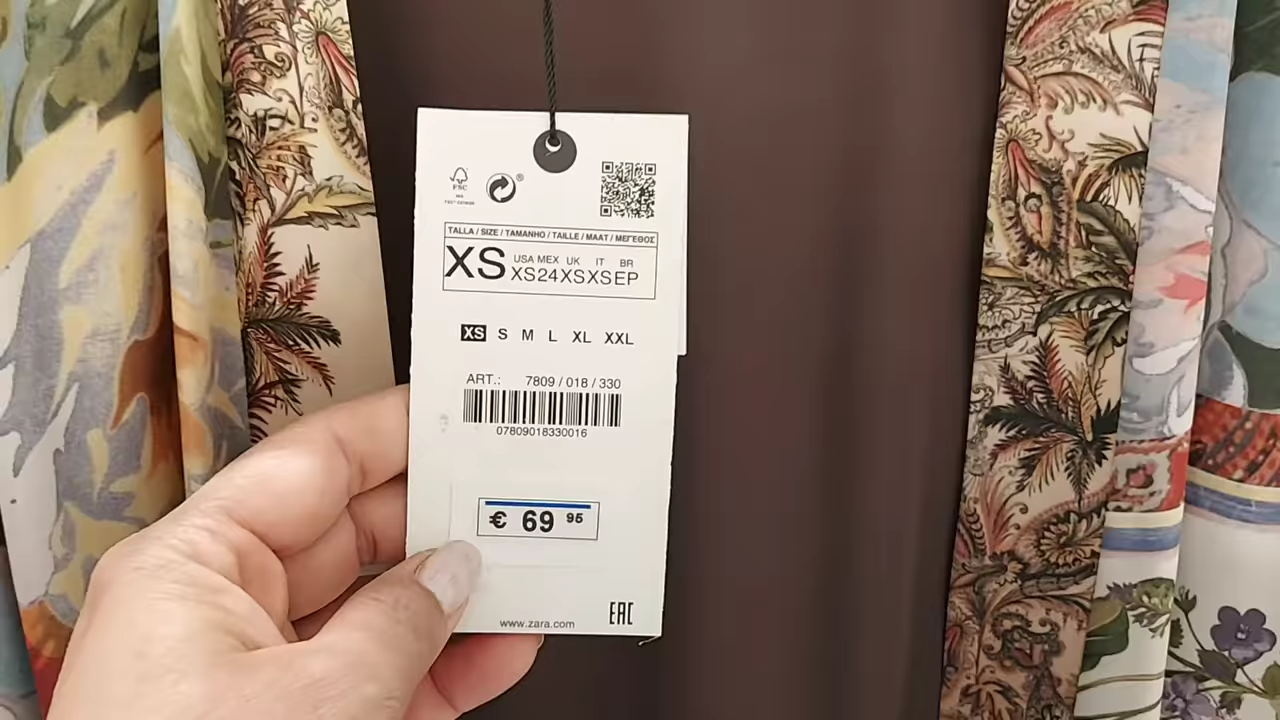 FSC
®
TALLA / SIZE / TAMANHO / TAILLE / MAAT / ΜΕΓΕΘΟΣ
XS
USA MEX UK IT BR
XS24XSXSEP
XS S M L XL XXL
ART.: 7809 / 018 / 330
07809018330016
€ 69 95
www.zara.com
EAC